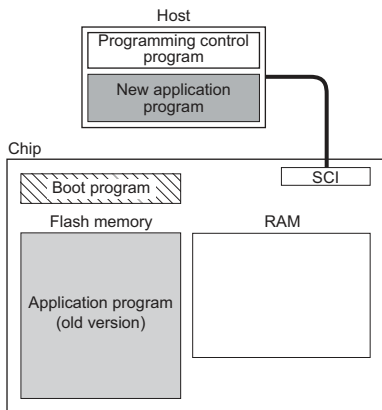 Host
Programming control
program
New application
program
Chip
SCI
Boot program
Flash memory
RAM
Application program
(old version)